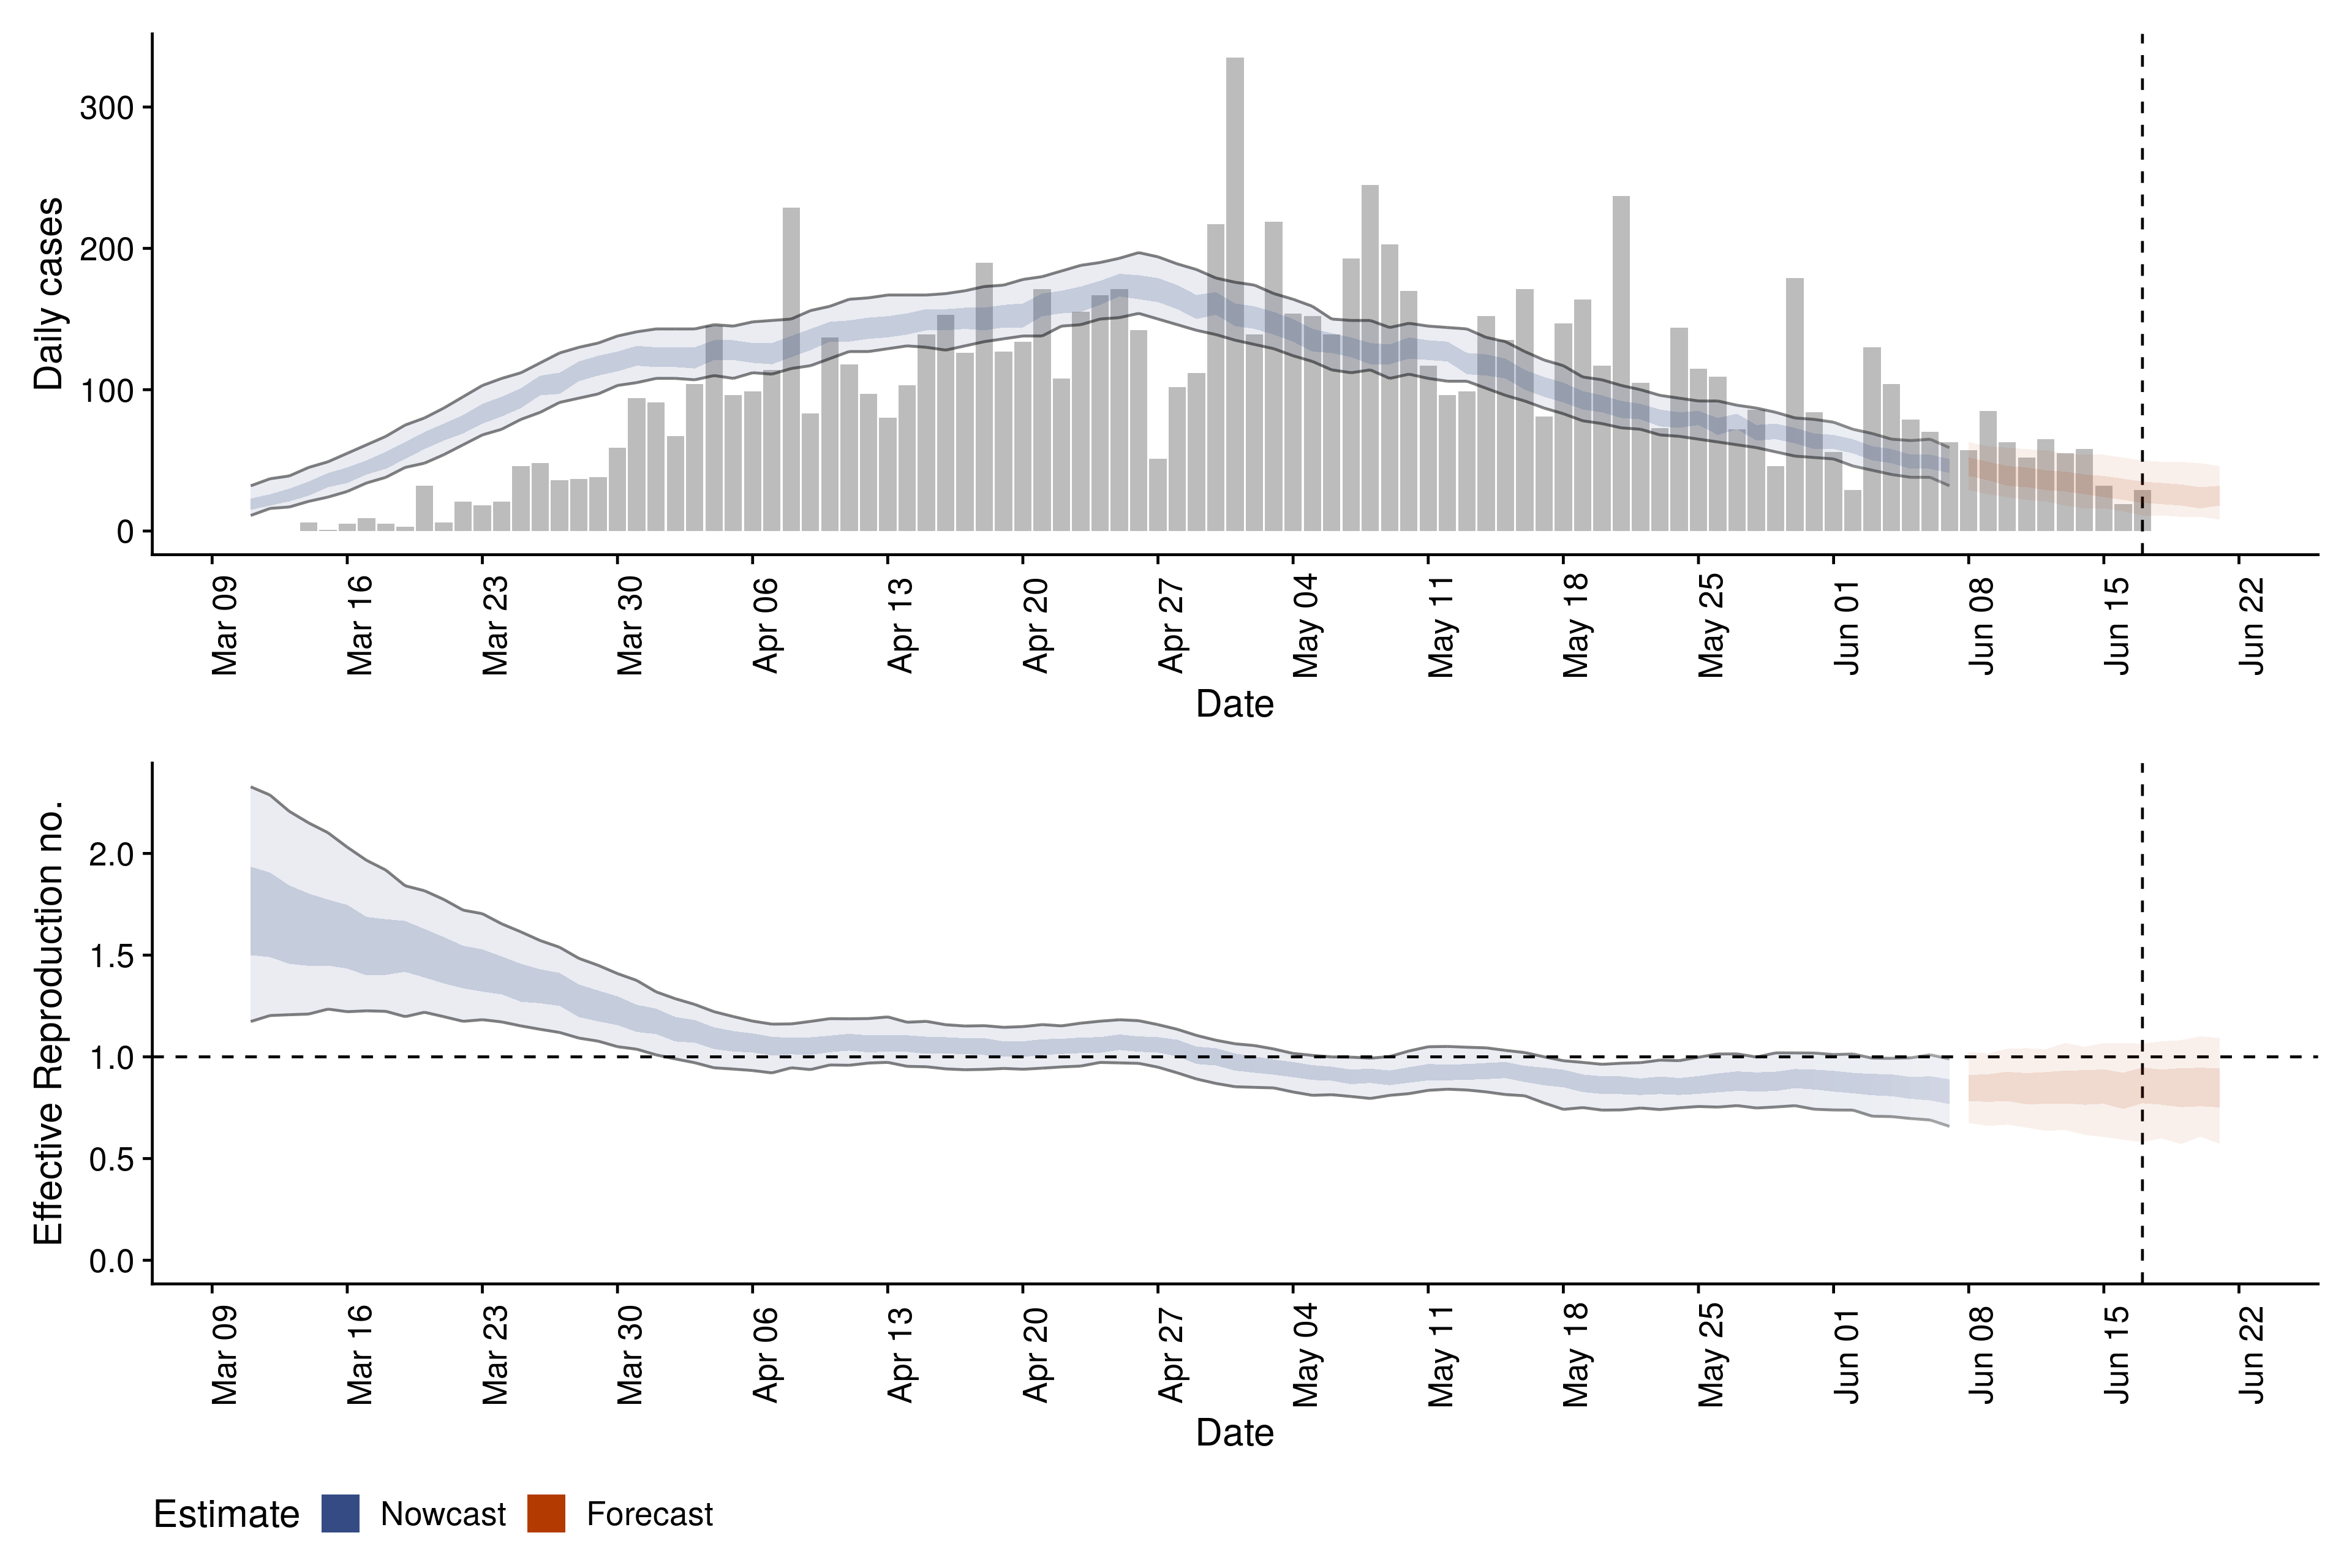 Daily cases
300
200
100
0
Mar 09
Mar 16
Mar 23
Mar 30
Apr 06
Apr 13
Apr 20
Apr 27
May 04
May 11
May 18
May 25
Jun 01
Jun 08
Jun 15
Jun 22
Date
Effective Reproduction no.
2.0
1.5
1.0
0.5
0.0
Mar 09
Mar 16
Mar 23
Mar 30
Apr 06
Apr 13
Apr 20
Apr 27
May 04
May 11
May 18
May 25
Jun 01
Jun 08
Jun 15
Jun 22
Date
Estimate Nowcast Forecast